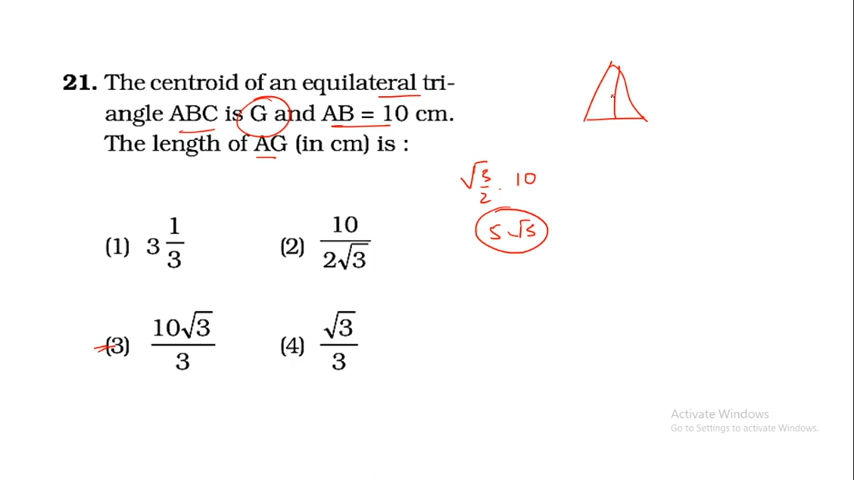 21. The centroid of an equilateral tri-
angle ABC is G and AB = 10 cm.
The length of AG (in cm) is :
√3/2 . 10
5√3
(1) 3 1/3 (2) 10/2√3
(3) 10√3/3 (4) √3/3
Activate Windows
Go to Settings to activate Windows.